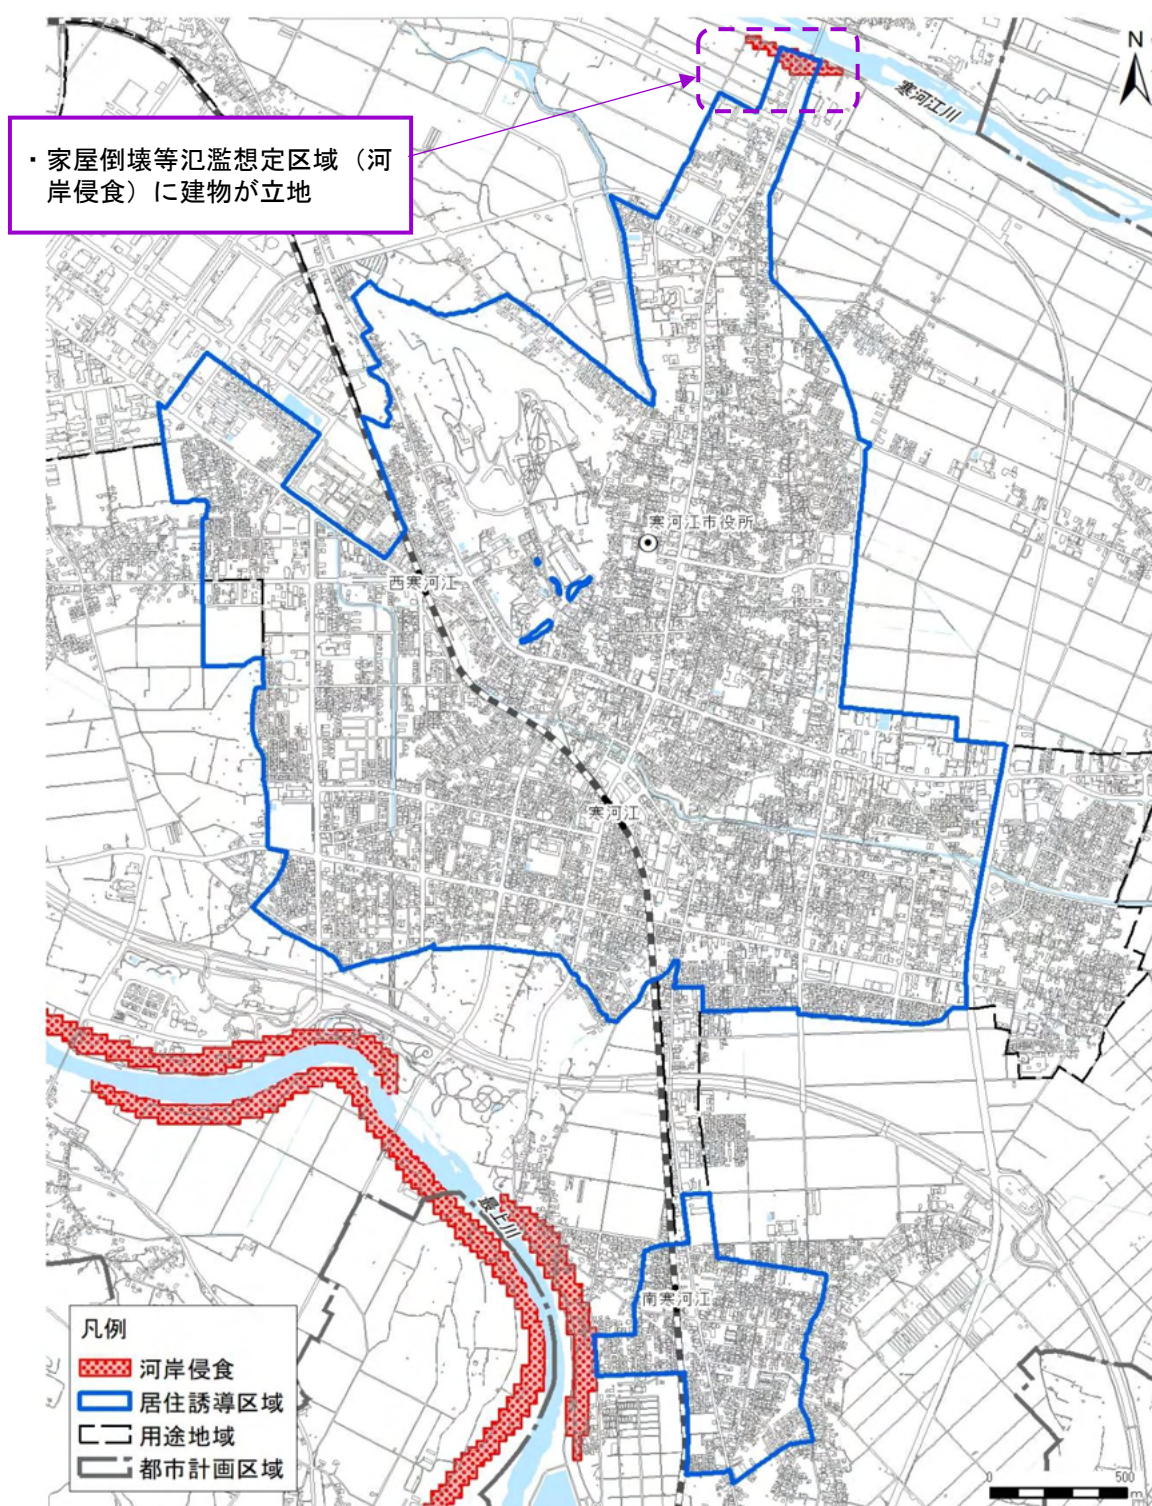 N
寒河江川
・家屋倒壊等氾濫想定区域（河
岸侵食）に建物が立地
寒河江市役所
西寒河江
寒河江
最上川
南寒河江
凡例
河岸侵食
居住誘導区域
用途地域
都市計画区域
0 500
m